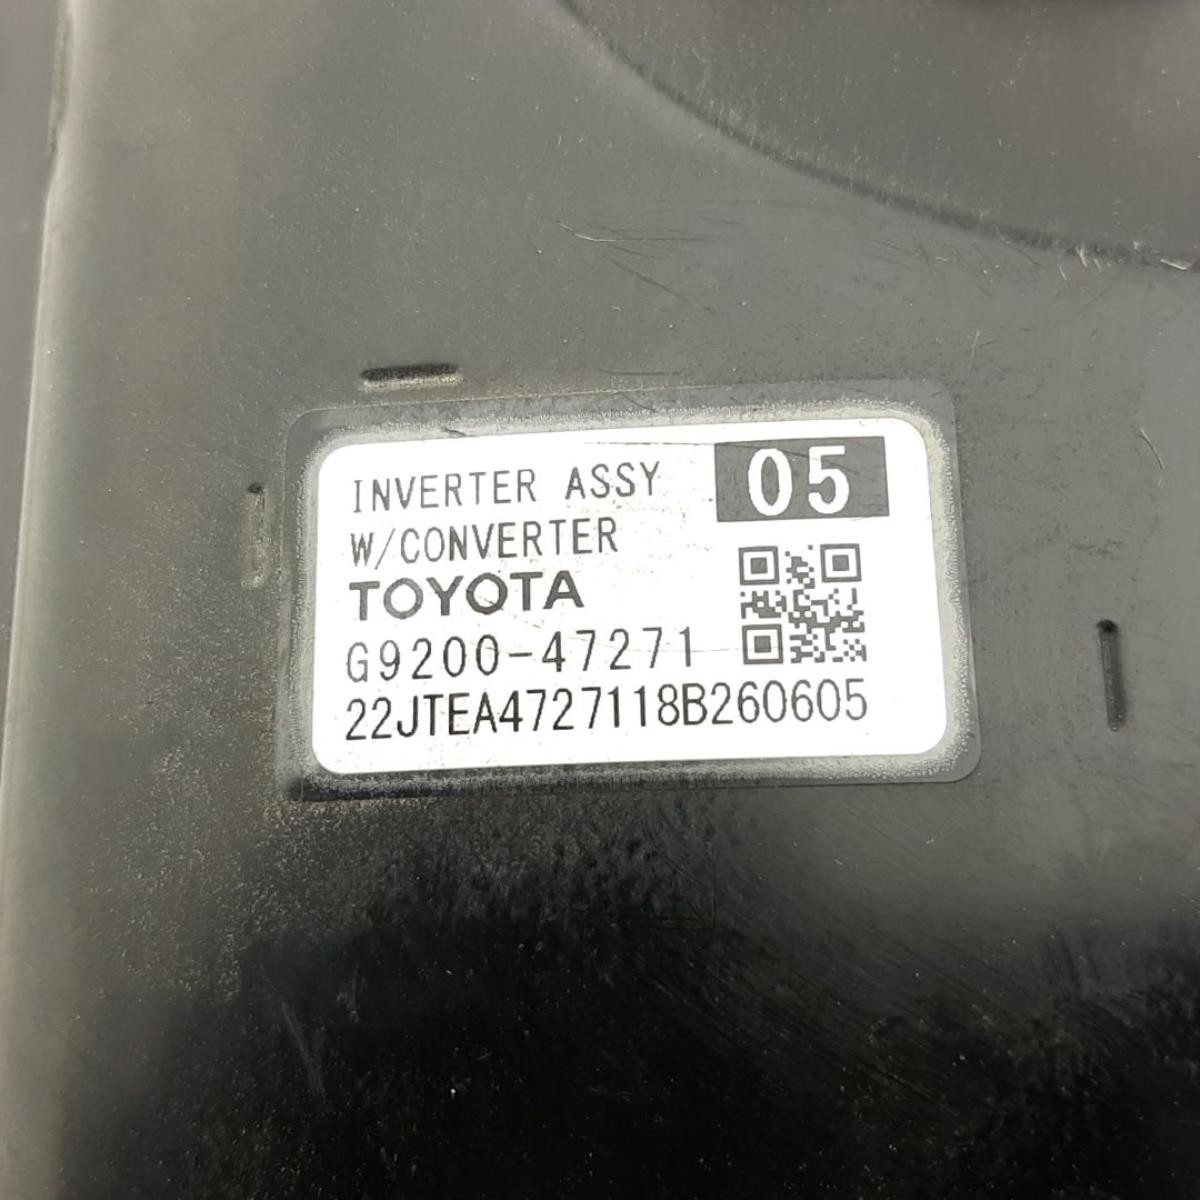 INVERTER ASSY 05
W/CONVERTER
TOYOTA
G9200-47271
22JTEA4727118B260605